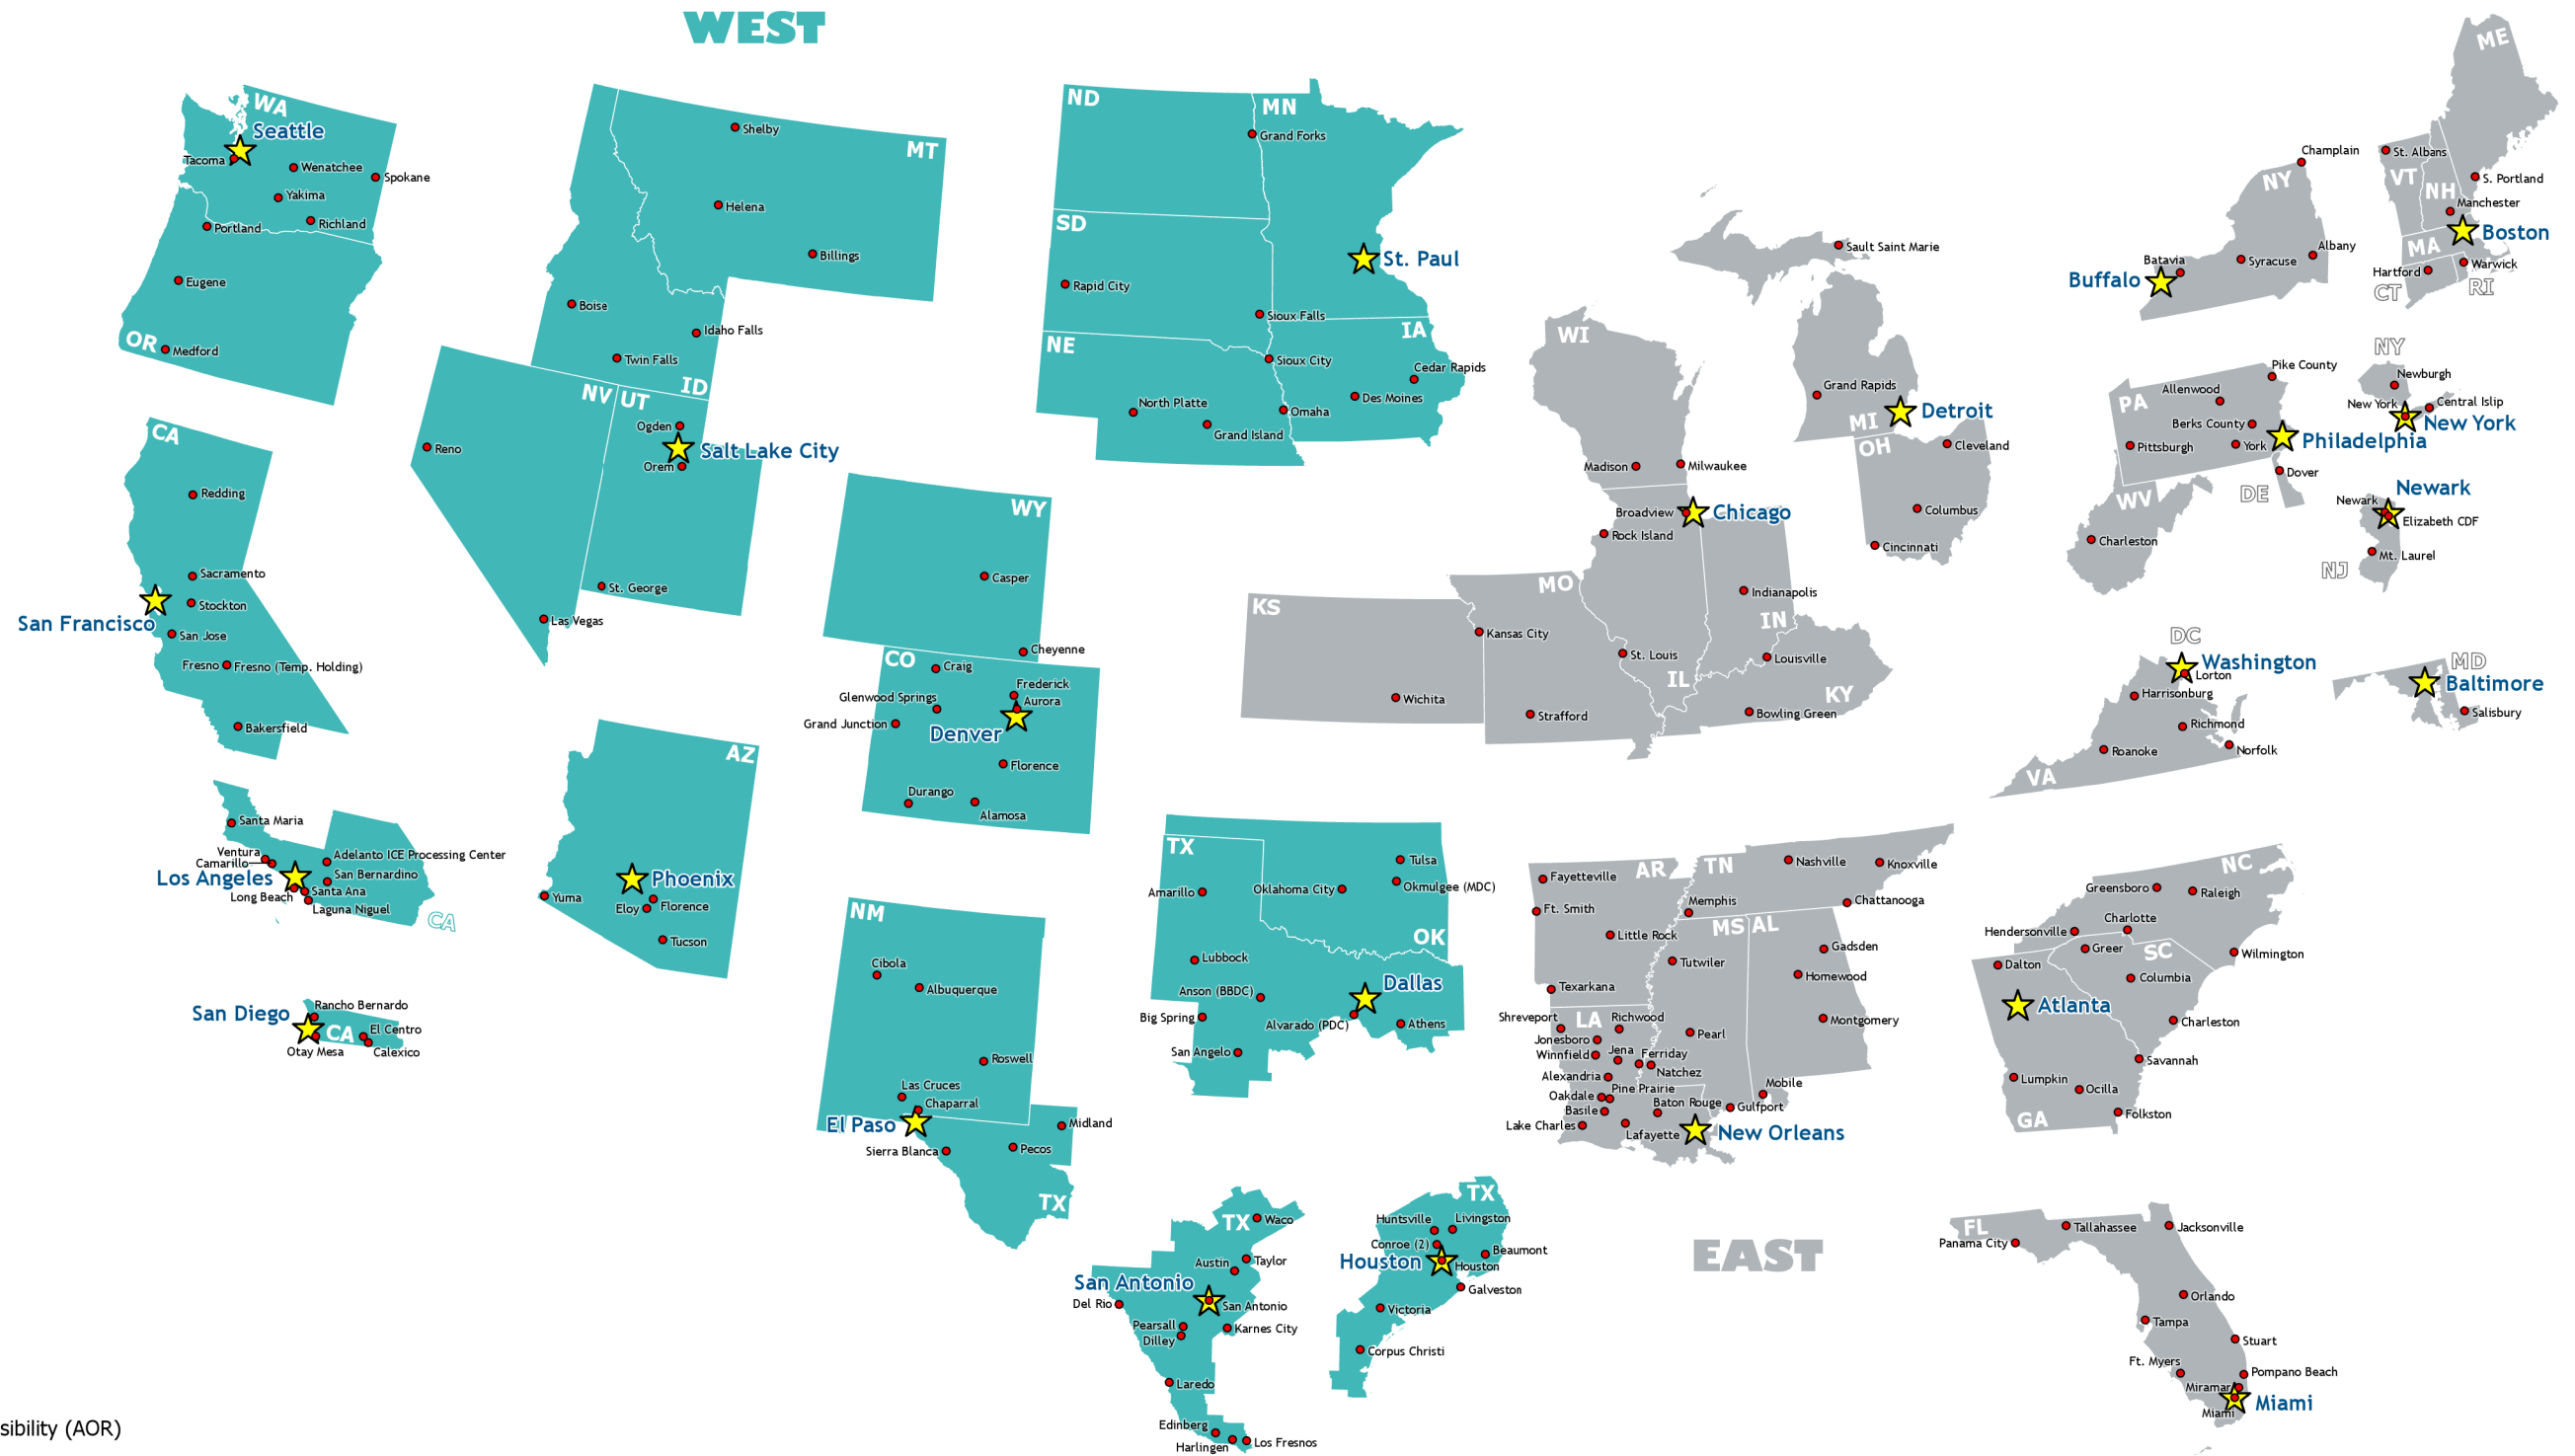 WEST
WA
Seattle
Tacoma
Wenatchee
Spokane
Yakima
Richland
Portland
Eugene
OR
Medford
Shelby
MT
Helena
Billings
Boise
Idaho Falls
Twin Falls
ID
NV
UT
Ogden
Salt Lake City
Orem
Reno
St. George
Las Vegas
ND
MN
Grand Forks
SD
St. Paul
Rapid City
Sioux Falls
IA
NE
Sioux City
Cedar Rapids
North Platte
Des Moines
Omaha
Grand Island
CA
Redding
Sacramento
Stockton
San Francisco
San Jose
Fresno
Fresno (Temp. Holding)
Bakersfield
WY
Casper
Cheyenne
CO
Craig
Frederick
Glenwood Springs
Aurora
Grand Junction
Denver
Florence
Durango
Alamosa
Santa Maria
Ventura
Camarillo
Adelanto ICE Processing Center
Los Angeles
San Bernardino
Long Beach
Santa Ana
Laguna Niguel
CA
AZ
Phoenix
Yuma
Eloy
Florence
Tucson
San Diego
Rancho Bernardo
CA
El Centro
Otay Mesa
Calexico
NM
Cibola
Albuquerque
Roswell
Las Cruces
Chaparral
El Paso
Midland
Sierra Blanca
Pecos
TX
TX
Tulsa
Amarillo
Oklahoma City
Okmulgee (MDC)
OK
Lubbock
Dallas
Anson (BBDC)
Big Spring
Alvarado (PDC)
Athens
San Angelo
TX
Waco
Austin
Taylor
San Antonio
Del Rio
San Antonio
Pearsall
Karnes City
Dilley
Laredo
Edinberg
Harlingen
Los Fresnos
TX
Huntsville
Livingston
Conroe (2)
Beaumont
Houston
Houston
Galveston
Victoria
Corpus Christi
EAST
ME
Champlain
NY
St. Albans
VT
NH
S. Portland
Manchester
Boston
MA
Albany
Batavia
Syracuse
Buffalo
Hartford
Warwick
CT
RI
Sault Saint Marie
WI
Grand Rapids
MI
Detroit
OH
Cleveland
Columbus
Cincinnati
Madison
Milwaukee
Broadview
Chicago
Rock Island
MO
KS
Indianapolis
IN
Kansas City
St. Louis
Louisville
IL
KY
Wichita
Strafford
Bowling Green
Pike County
Allenwood
PA
Berks County
Pittsburgh
York
Philadelphia
Dover
DE
WV
Charleston
NY
Newburgh
New York
Central Islip
New York
Newark
Newark
Elizabeth CDF
Mt. Laurel
NJ
DC
Washington
Lorton
Harrisonburg
Richmond
Roanoke
Norfolk
VA
MD
Baltimore
Salisbury
AR
TN
Nashville
Knoxville
Fayetteville
Memphis
Chattanooga
Ft. Smith
MS
AL
Little Rock
Gadsden
Tutwiler
Homewood
Texarkana
Shreveport
LA
Richwood
Montgomery
Pearl
Jonesboro
Winnfield
Jena
Ferriday
Natchez
Alexandria
Pine Prairie
Mobile
Oakdale
Baton Rouge
Gulfport
Basile
Lake Charles
Lafayette
New Orleans
NC
Greensboro
Raleigh
Charlotte
Hendersonville
Greer
SC
Wilmington
Dalton
Columbia
Atlanta
Charleston
Savannah
Lumpkin
Ocilla
GA
Folkston
FL
Tallahassee
Jacksonville
Panama City
Orlando
Tampa
Stuart
Ft. Myers
Pompano Beach
Miramar
Miami
Miami
sibility (AOR)